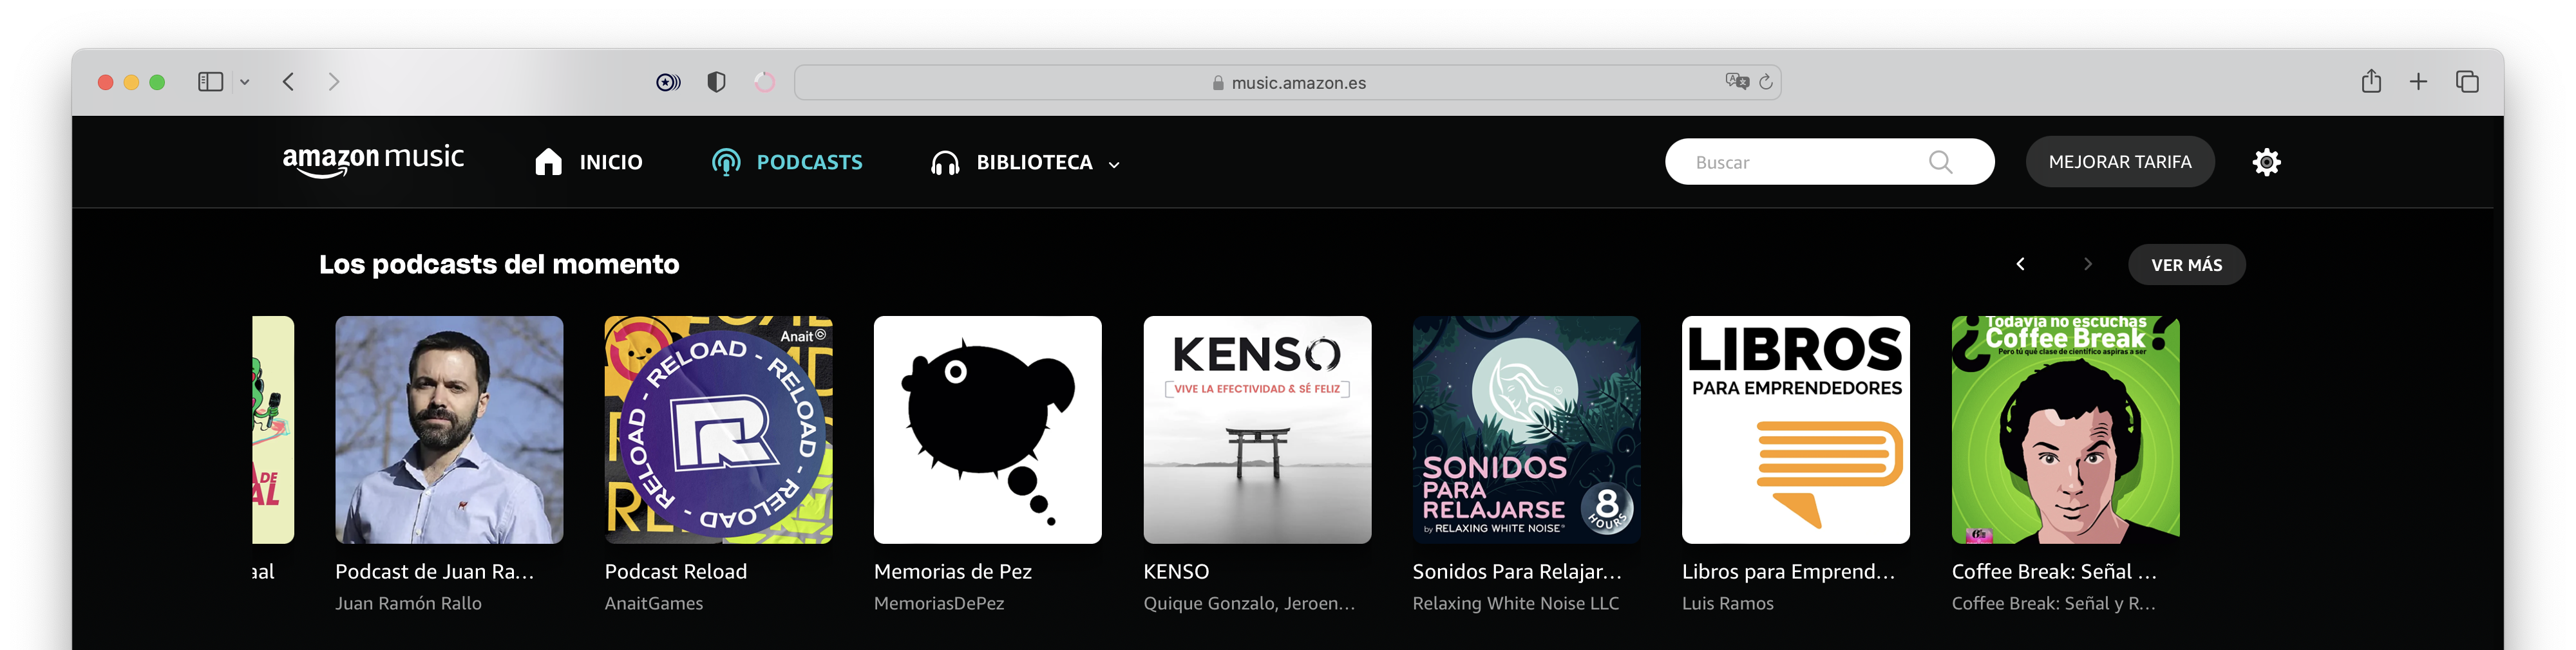 music.amazon.es
amazon music
INICIO
PODCASTS
BIBLIOTECA
Buscar
MEJORAR TARIFA
Los podcasts del momento
VER MÁS
DE
AL
aal
Podcast de Juan Ra...
Juan Ramón Rallo
Anait
RELOAD - RELOAD - RELOAD - RELOAD -
R
Podcast Reload
AnaitGames
Memorias de Pez
MemoriasDePez
KENSO
VIVE LA EFECTIVIDAD & SÉ FELIZ
KENSO
Quique Gonzalo, Jeroen...
SONIDOS
PARA
RELAJARSE
by RELAXING WHITE NOISE
8
HOURS
Sonidos Para Relajar...
Relaxing White Noise LLC
LIBROS
PARA EMPRENDEDORES
Libros para Emprend...
Luis Ramos
¿Todavía no escuchas
Coffee Break?
Pero tú qué clase de científico aspiras a ser
Coffee Break: Señal ...
Coffee Break: Señal y R...